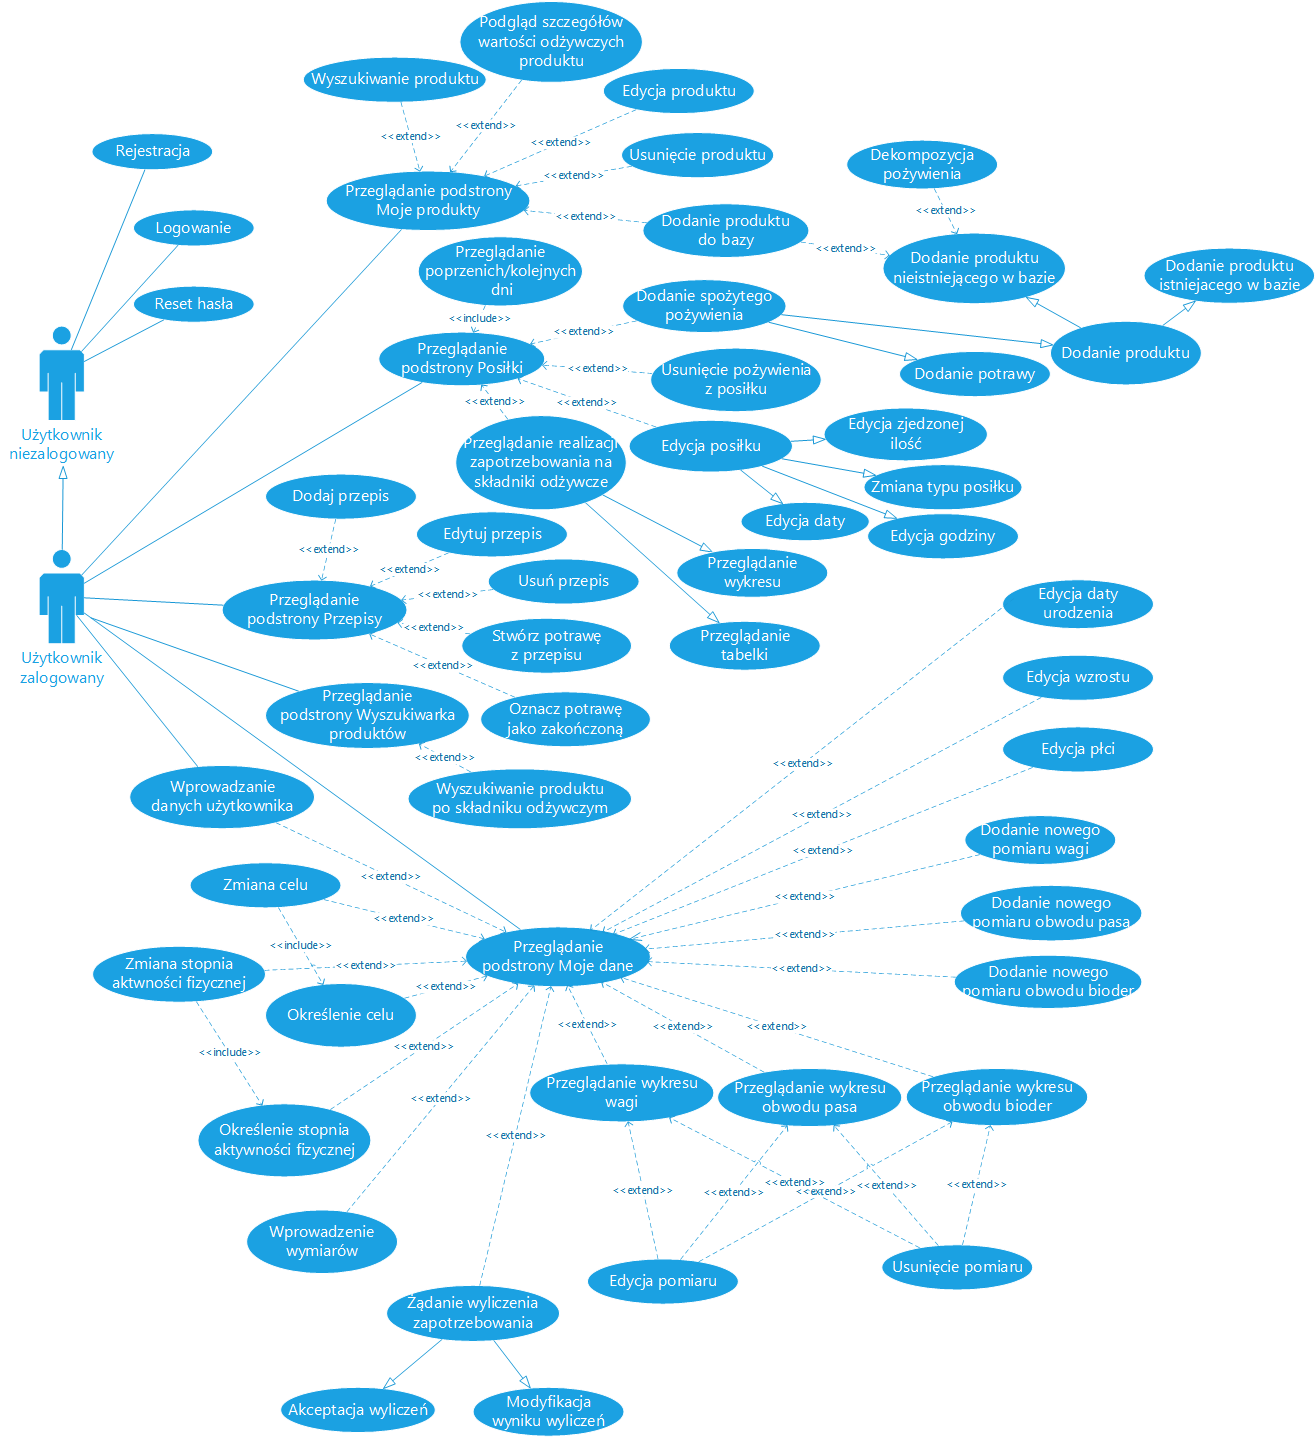 Podgląd szczegółów
wartości odżywczych
produktu
Wyszukiwanie produktu
Edycja produktu
<<extend>>
<<extend>>
<<extend>>
Rejestracja
Usunięcie produktu
Dekompozycja
pożywienia
<<extend>>
Przeglądanie podstrony
Moje produkty
<<extend>>
<<extend>>
Dodanie produktu
do bazy
Logowanie
<<extend>>
Przeglądanie
poprzenich/kolejnych
dni
Dodanie produktu
nieistniejącego w bazie
Dodanie produktu
istniejacego w bazie
Reset hasła
Dodanie spożytego
pożywienia
<<include>>
<<extend>>
Przeglądanie
podstrony Posiłki
Dodanie produktu
<<extend>>
Usunięcie pożywienia
z posiłku
Dodanie potrawy
<<extend>>
<<extend>>
Użytkownik
niezalogowany
Przeglądanie realizacji
zapotrzebowania na
składniki odżywcze
Edycja posiłku
Edycja zjedzonej
ilość
Zmiana typu posiłku
Dodaj przepis
Edycja daty
Edycja godziny
Edytuj przepis
<<extend>>
<<extend>>
Przeglądanie
wykresu
Usuń przepis
<<extend>>
Przeglądanie
podstrony Przepisy
<<extend>>
Stwórz potrawę
z przepisu
Przeglądanie
tabelki
Edycja daty
urodzenia
Użytkownik
zalogowany
<<extend>>
Przeglądanie
podstrony Wyszukiwarka
produktów
Oznacz potrawę
jako zakończoną
Edycja wzrostu
Edycja płci
<<extend>>
<<extend>>
Wprowadzanie
danych użytkownika
Wyszukiwanie produktu
po składniku odżywczym
<<extend>>
Dodanie nowego
pomiaru wagi
<<extend>>
<<extend>>
Zmiana celu
<<extend>>
<<extend>>
Dodanie nowego
pomiaru obwodu pasa
<<include>>
<<extend>>
Przeglądanie
podstrony Moje dane
Zmiana stopnia
aktwności fizycznej
<<extend>>
<<extend>>
Dodanie nowego
pomiaru obwodu bioder
<<extend>>
Określenie celu
<<extend>>
<<extend>>
<<extend>>
<<include>>
<<extend>>
Przeglądanie wykresu
wagi
Przeglądanie wykresu
obwodu pasa
Przeglądanie wykresu
obwodu bioder
<<extend>>
Określenie stopnia
aktywności fizycznej
<<extend>>
<<extend>>
<<extend>>
<<extend>>
<<extend>>
<<extend>>
<<extend>>
Wprowadzenie
wymiarów
Edycja pomiaru
Usunięcie pomiaru
Żądanie wyliczenia
zapotrzebowania
Akceptacja wyliczeń
Modyfikacja
wyniku wyliczeń